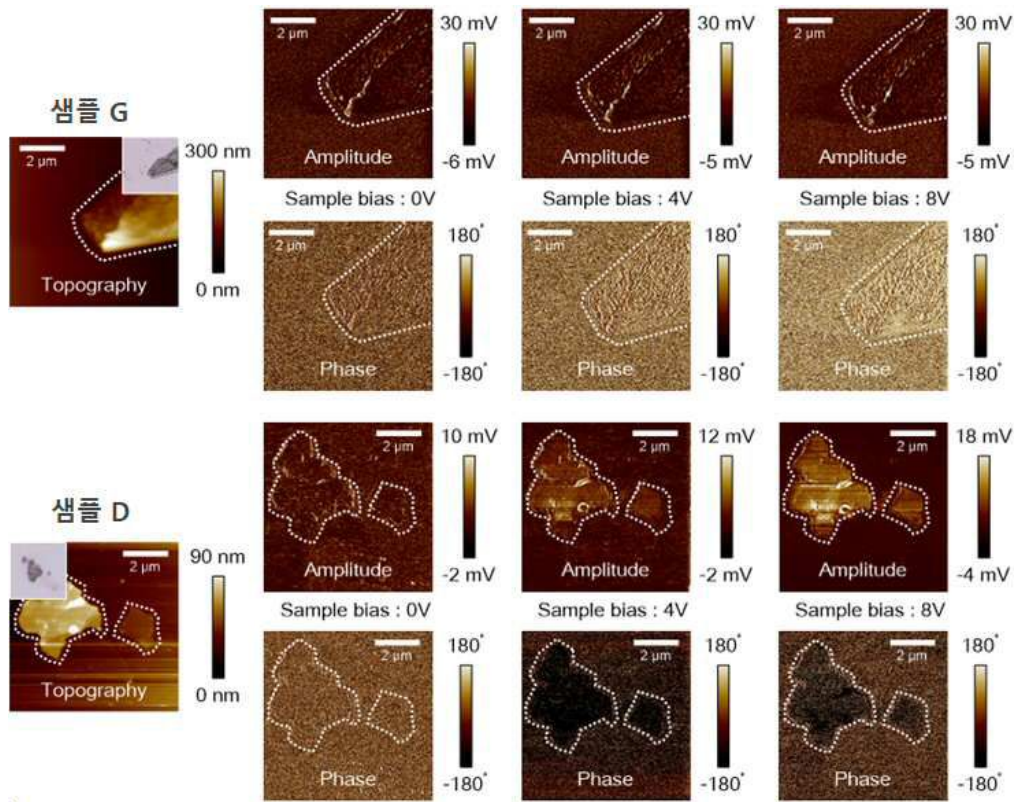 샘플 G
2 µm
300 nm
0 nm
Topography
2 µm
Amplitude
30 mV
-6 mV
2 µm
Amplitude
30 mV
-5 mV
2 µm
Amplitude
30 mV
-5 mV
Sample bias : 0V
Sample bias : 4V
Sample bias : 8V
2 µm
Phase
180°
-180°
2 µm
Phase
180°
-180°
2 µm
Phase
180°
-180°
샘플 D
2 µm
90 nm
0 nm
Topography
2 µm
Amplitude
10 mV
-2 mV
2 µm
Amplitude
12 mV
-2 mV
2 µm
Amplitude
18 mV
-4 mV
Sample bias : 0V
Sample bias : 4V
Sample bias : 8V
2 µm
Phase
180°
-180°
2 µm
Phase
180°
-180°
2 µm
Phase
180°
-180°